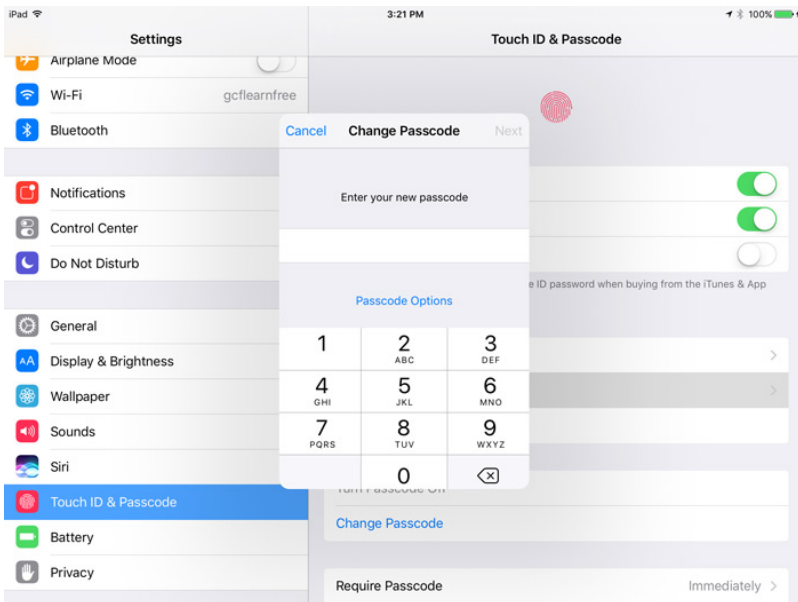 iPad 3:21 PM 100%
Settings
Touch ID & Passcode
Airplane Mode
Wi-Fi gcflearnfree
Bluetooth
Notifications
Control Center
Do Not Disturb
General
Display & Brightness
Wallpaper
Sounds
Siri
Touch ID & Passcode
Battery
Privacy
Cancel Change Passcode Next
Enter your new passcode
Passcode Options
1 2 3
ABC DEF
4 5 6
GHI JKL MNO
7 8 9
PQRS TUV WXYZ
0
ID password when buying from the iTunes & App
Turn Passcode Off
Change Passcode
Require Passcode Immediately